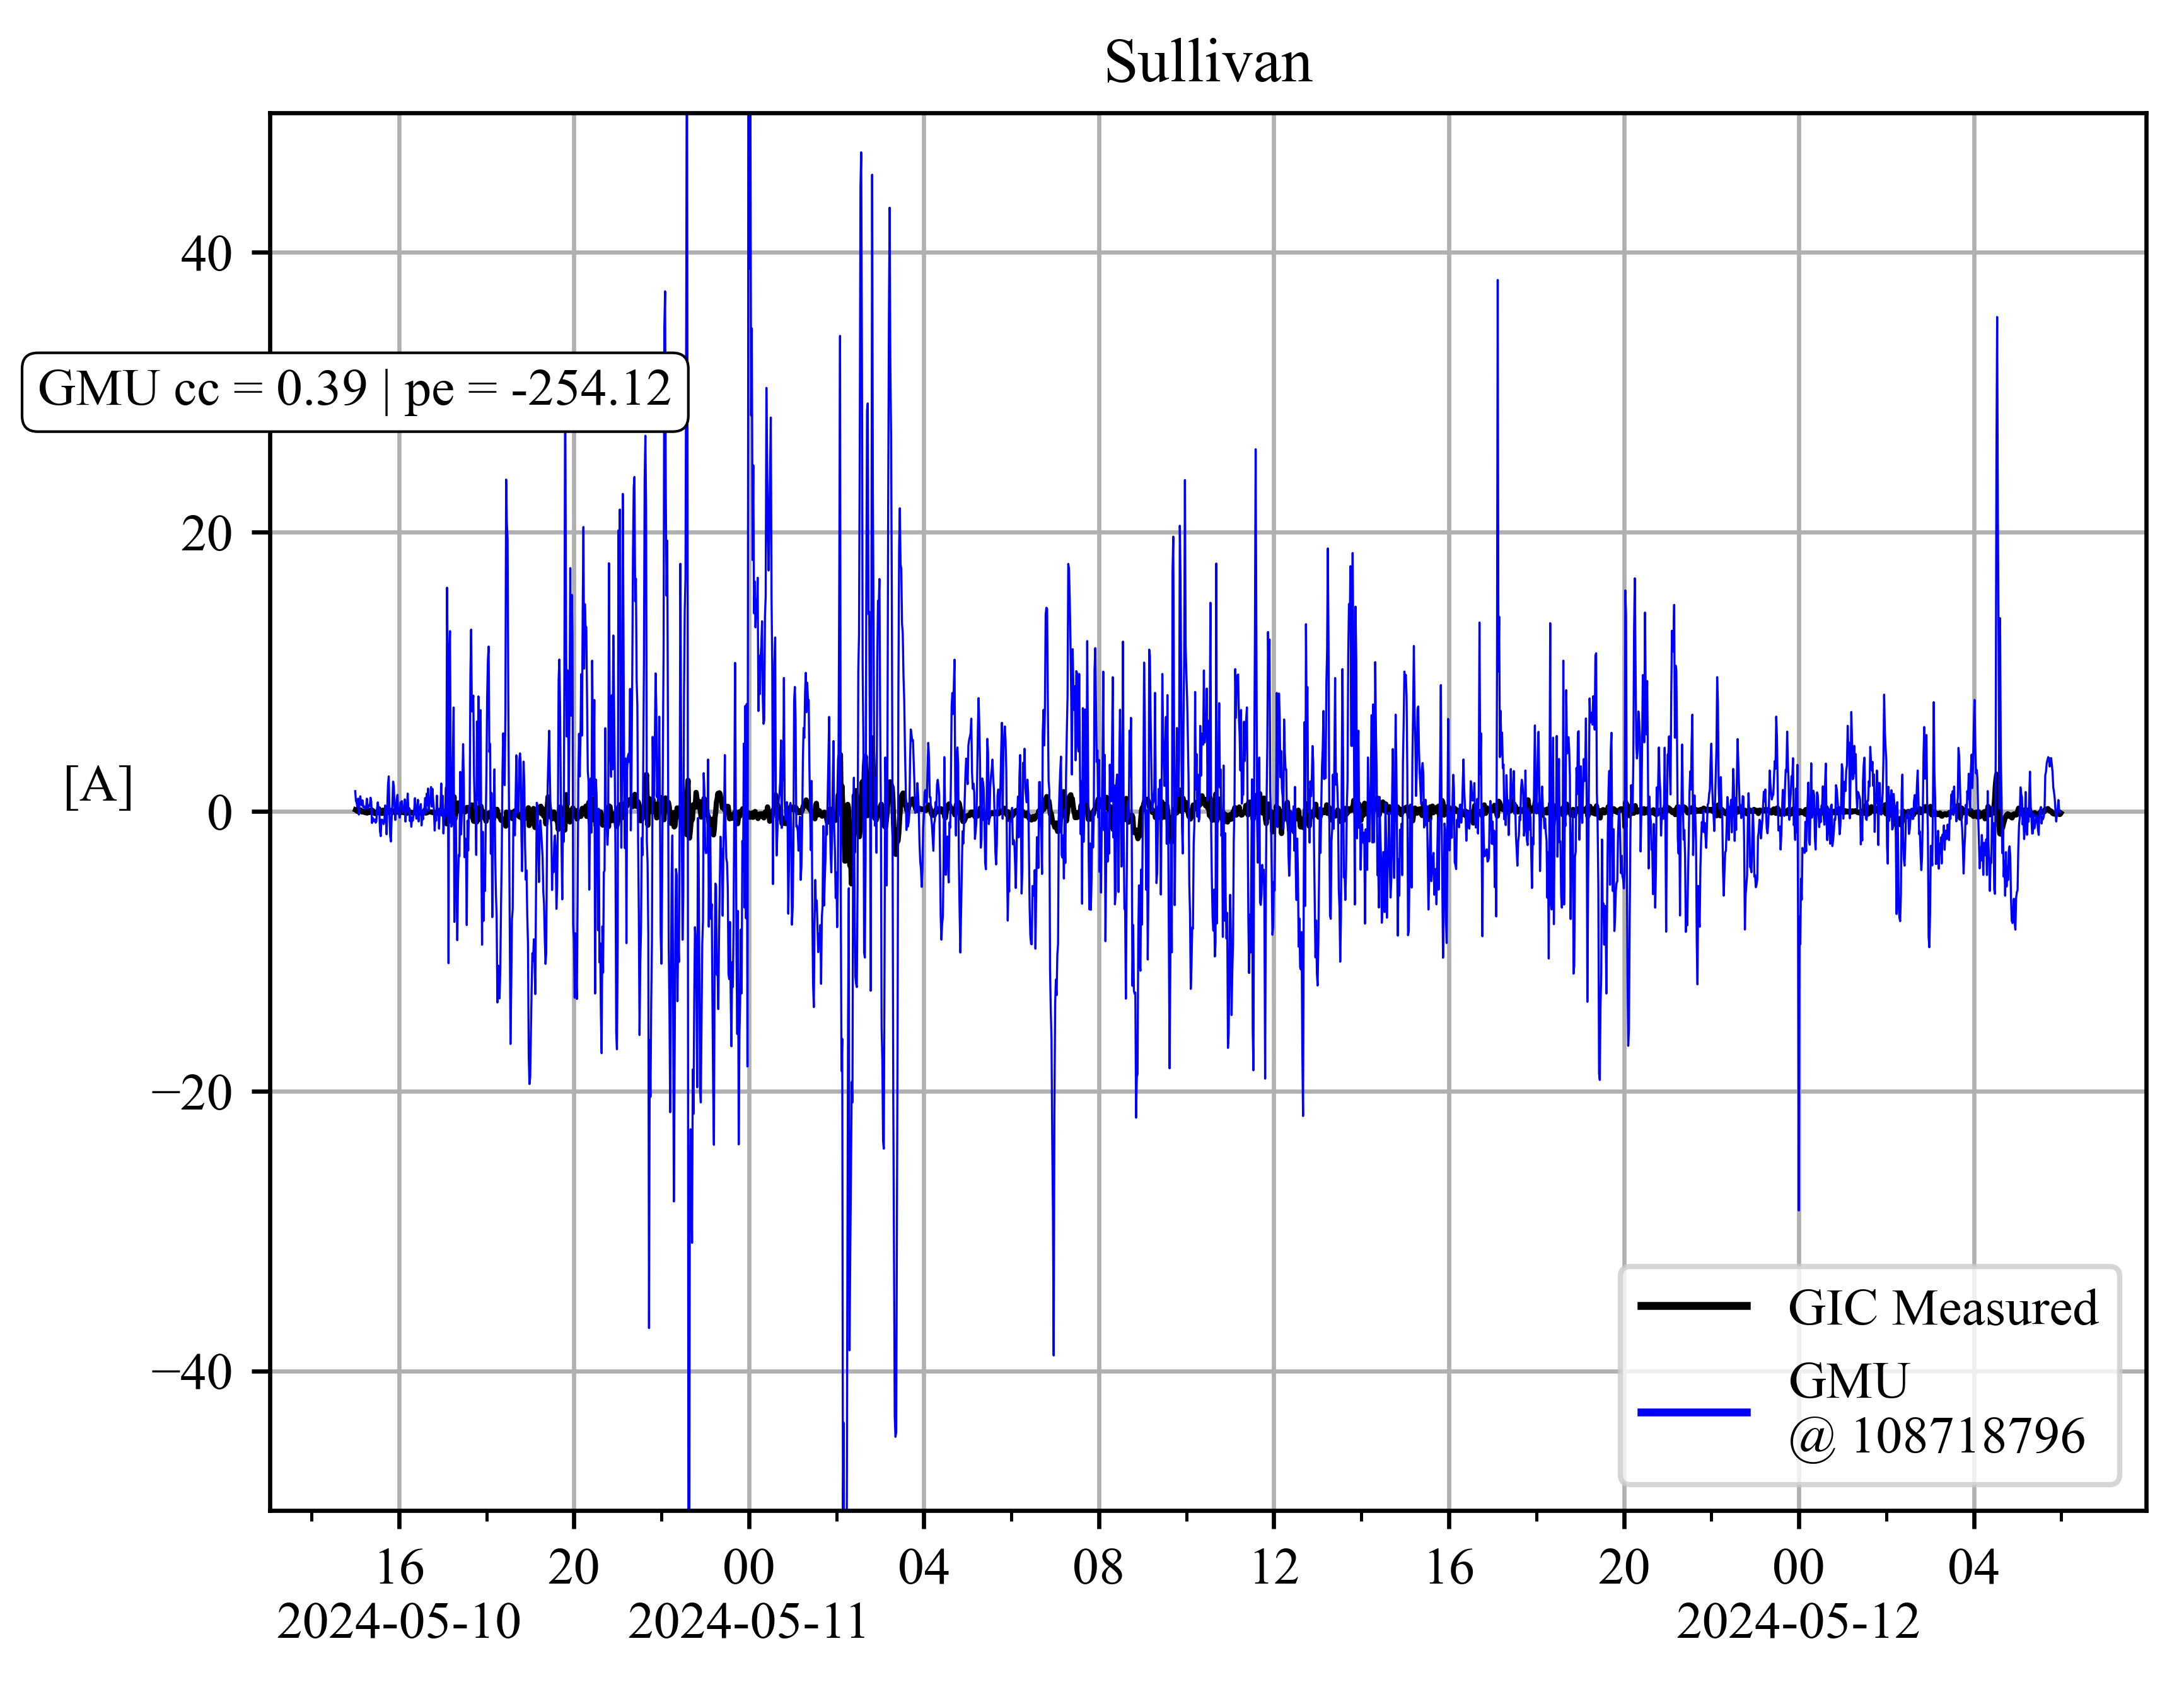 Sullivan
GMU cc = 0.39 | pe = -254.12
[A]
40
20
0
−20
−40
GIC Measured
GMU
@ 108718796
16 20 00 04 08 12 16 20 00 04
2024-05-10 2024-05-11 2024-05-12